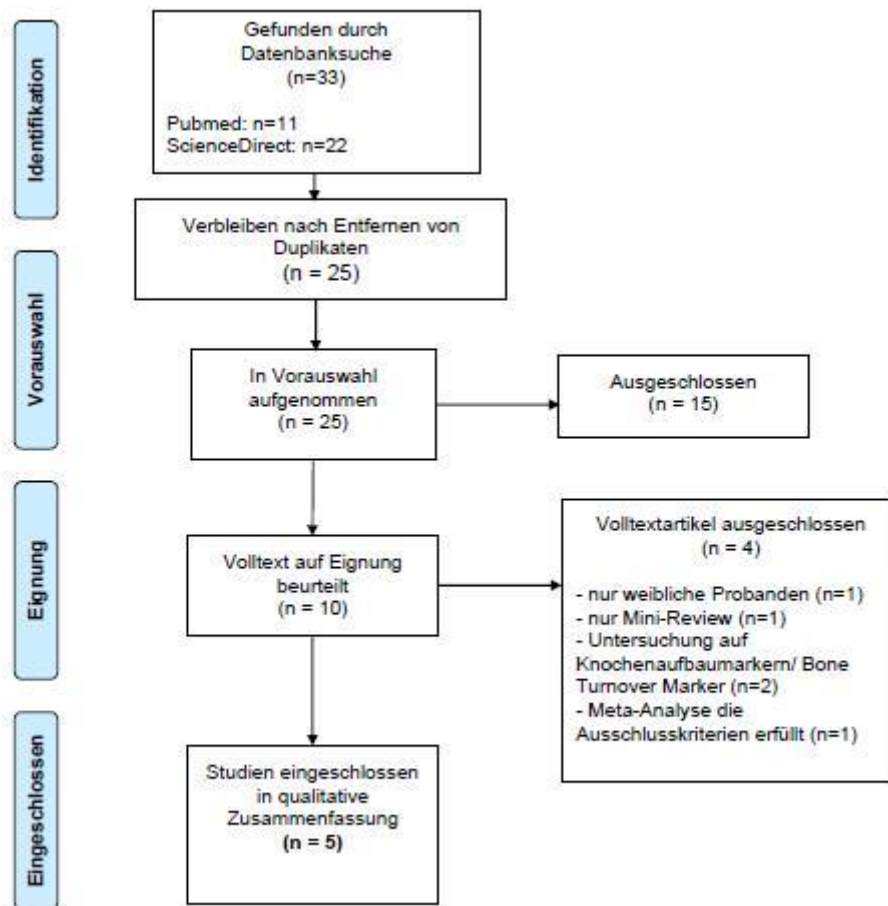 Identifikation
Gefunden durch
Datenbanksuche
(n=33)
Pubmed: n=11
ScienceDirect: n=22
Verbleiben nach Entfernen von
Duplikaten
(n = 25)
Vorauswahl
In Vorauswahl
aufgenommen
(n = 25)
Ausgeschlossen
(n = 15)
Eignung
Volltext auf Eignung
beurteilt
(n = 10)
Volltextartikel ausgeschlossen
(n = 4)
- nur weibliche Probanden (n=1)
- nur Mini-Review (n=1)
- Untersuchung auf
Knochenaufbaumarkern/ Bone
Turnover Marker (n=2)
- Meta-Analyse die
Ausschlusskriterien erfüllt (n=1)
Eingeschlossen
Studien eingeschlossen
in qualitative
Zusammenfassung
(n = 5)